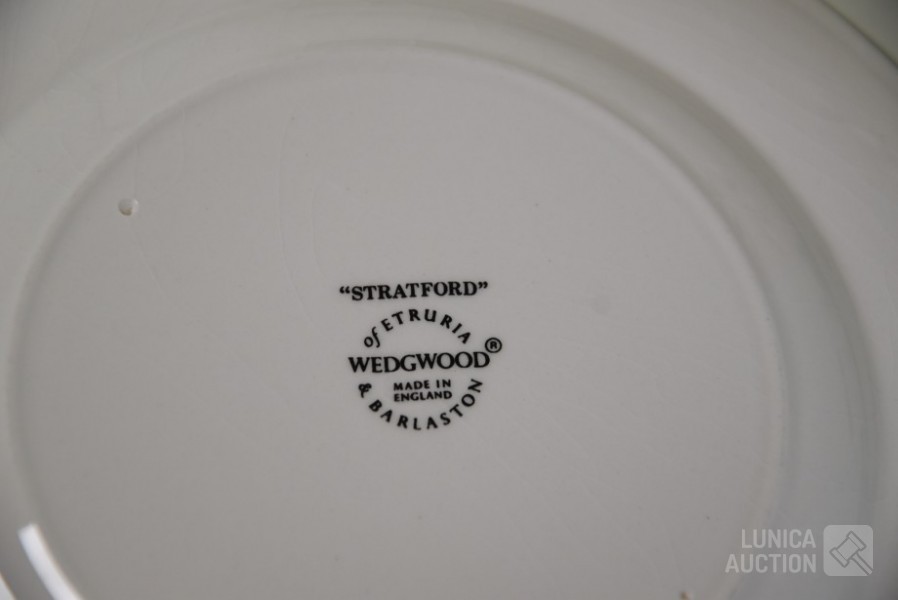 “STRATFORD”
of ETRURIA
WEDGWOOD®
MADE IN
ENGLAND
& BARLASTON
LUNICA
AUCTION